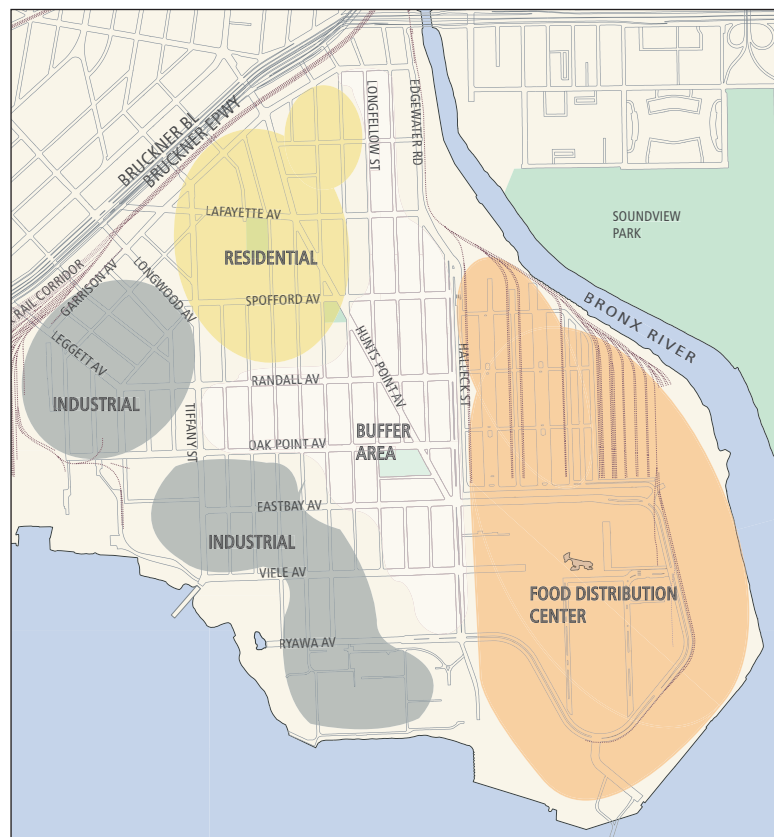 BRUCKNER BL
BRUCKNER EPWY
LONGFELLOW ST
EDGEWATER RD
LAFAYETTE AV
SOUNDVIEW
PARK
RESIDENTIAL
RAIL CORRIDOR
GARRISON AV
LONGWOOD AV
SPOFFORD AV
BRONX RIVER
LEGGETT AV
HUNTS POINT AV
HALLECK ST
RANDALL AV
INDUSTRIAL
TIFFANY ST
BUFFER
AREA
OAK POINT AV
EASTBAY AV
INDUSTRIAL
VIELE AV
FOOD DISTRIBUTION
CENTER
RYAWA AV